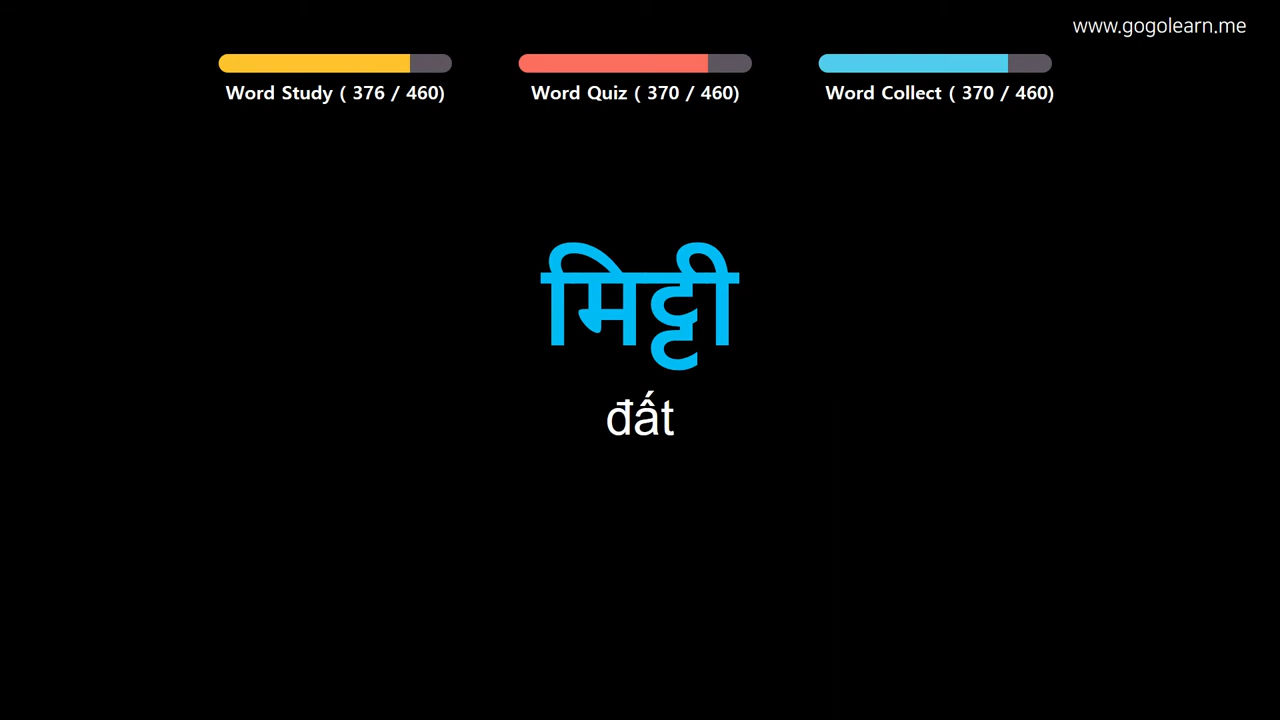 www.gogolearn.me
Word Study ( 376 / 460)
Word Quiz ( 370 / 460)
Word Collect ( 370 / 460)
मिट्टी
đất